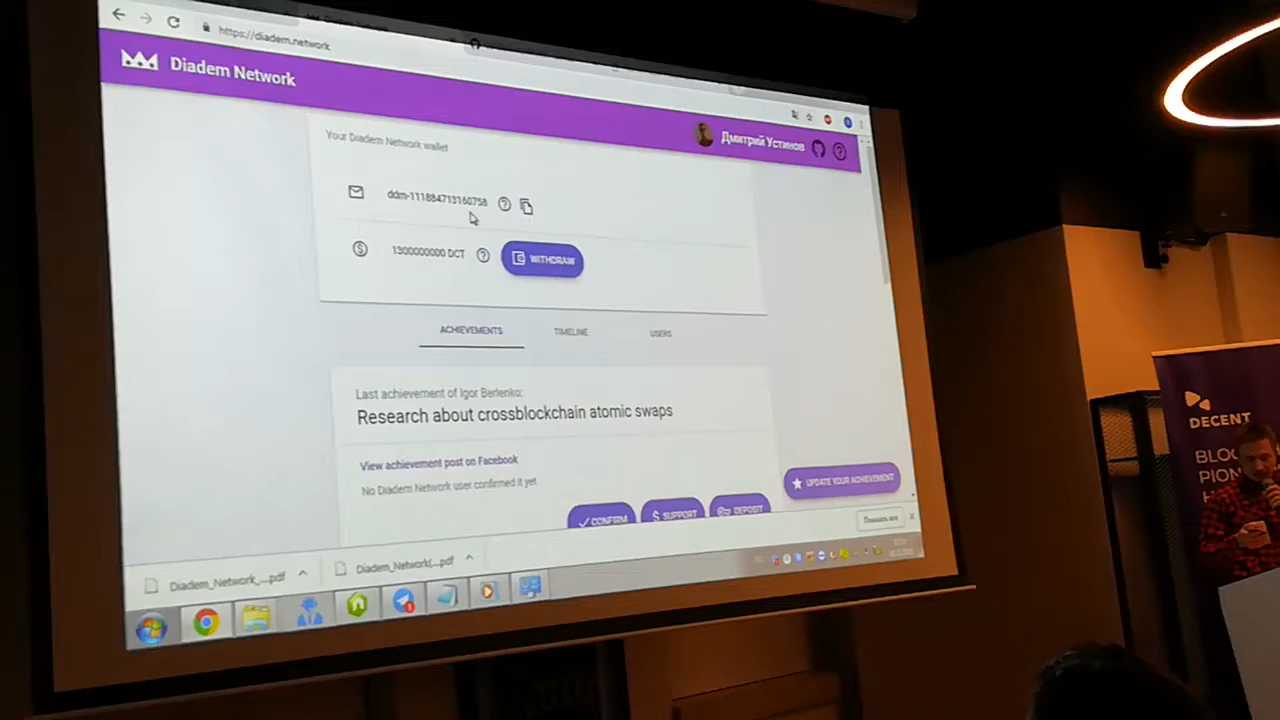 https://diadem.network
Diadem Network
Дмитрий Устинов
Your Diadem Network wallet
ddm-111884713160758
1300000000 DCT
WITHDRAW
ACHIEVEMENTS
TIMELINE
USERS
Last achievement of Igor Berlenko:
Research about crossblockchain atomic swaps
View achievement post on Facebook
No Diadem Network user confirmed it yet
CONFIRM
SUPPORT
DEPOSIT
UPDATE YOUR ACHIEVEMENT
Показать все
Diadem_Network_...pdf
Diadem_Network(...pdf
DECENT